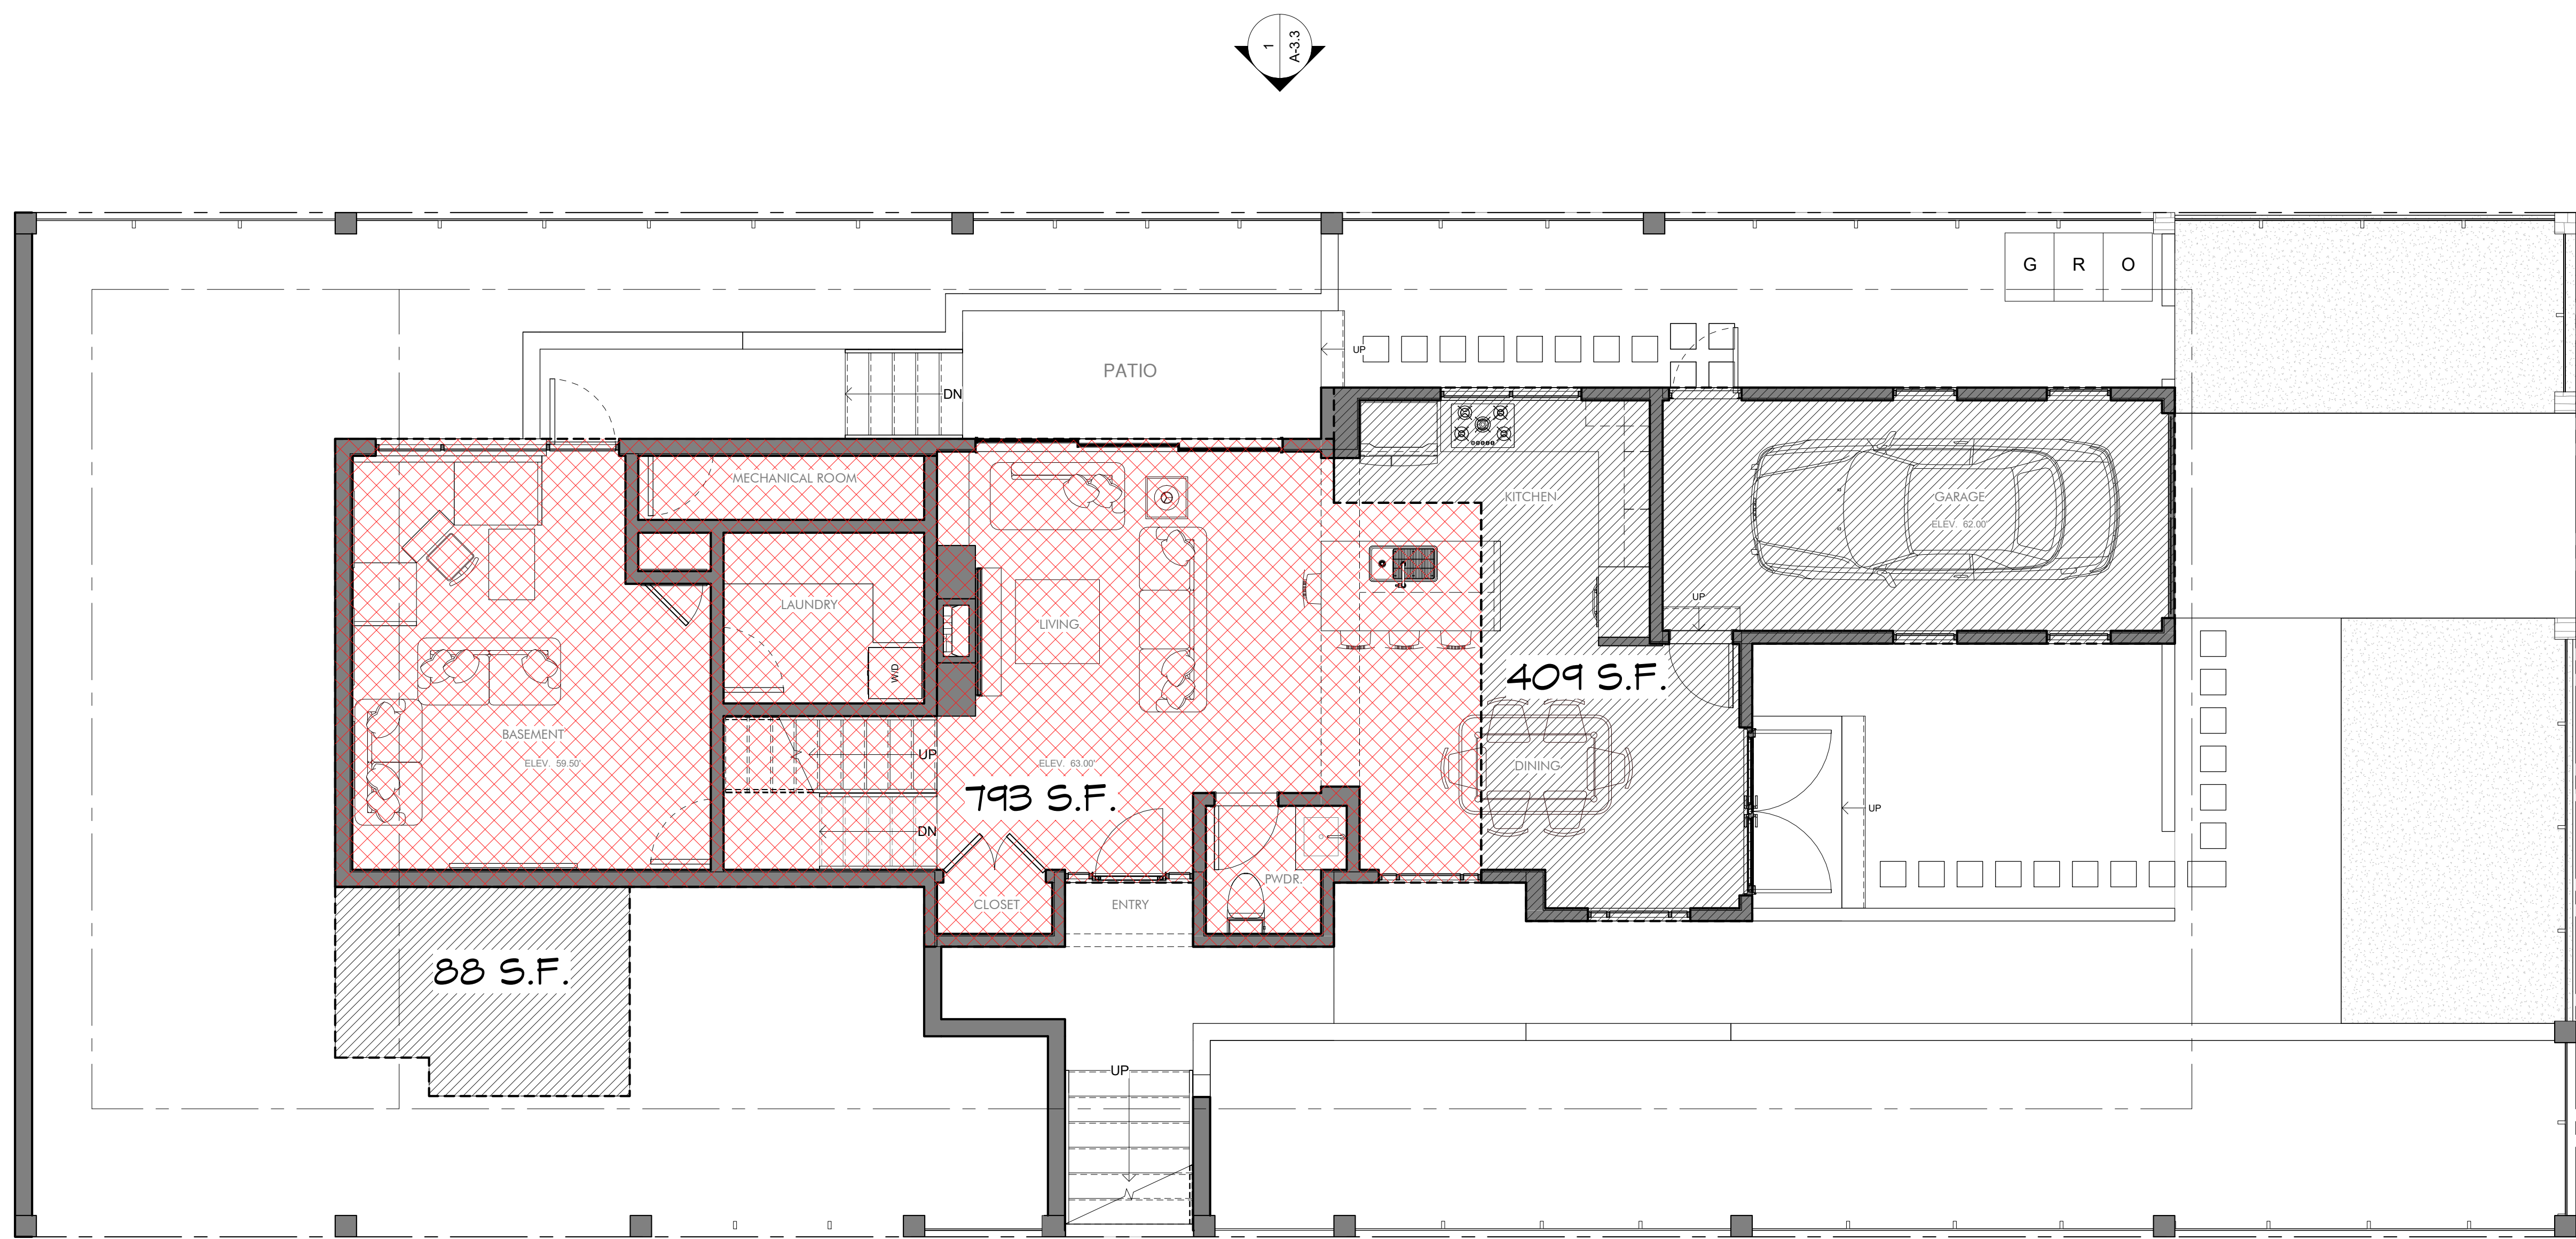 1
A-3.3
G R O
UP
PATIO
DN
MECHANICAL ROOM
KITCHEN
GARAGE
ELEV. 62.00'
UP
LAUNDRY
LIVING
W/D
409 S.F.
BASEMENT
ELEV. 59.50'
UP
ELEV. 63.00'
DINING
793 S.F.
UP
DN
PWDR.
CLOSET
ENTRY
88 S.F.
UP